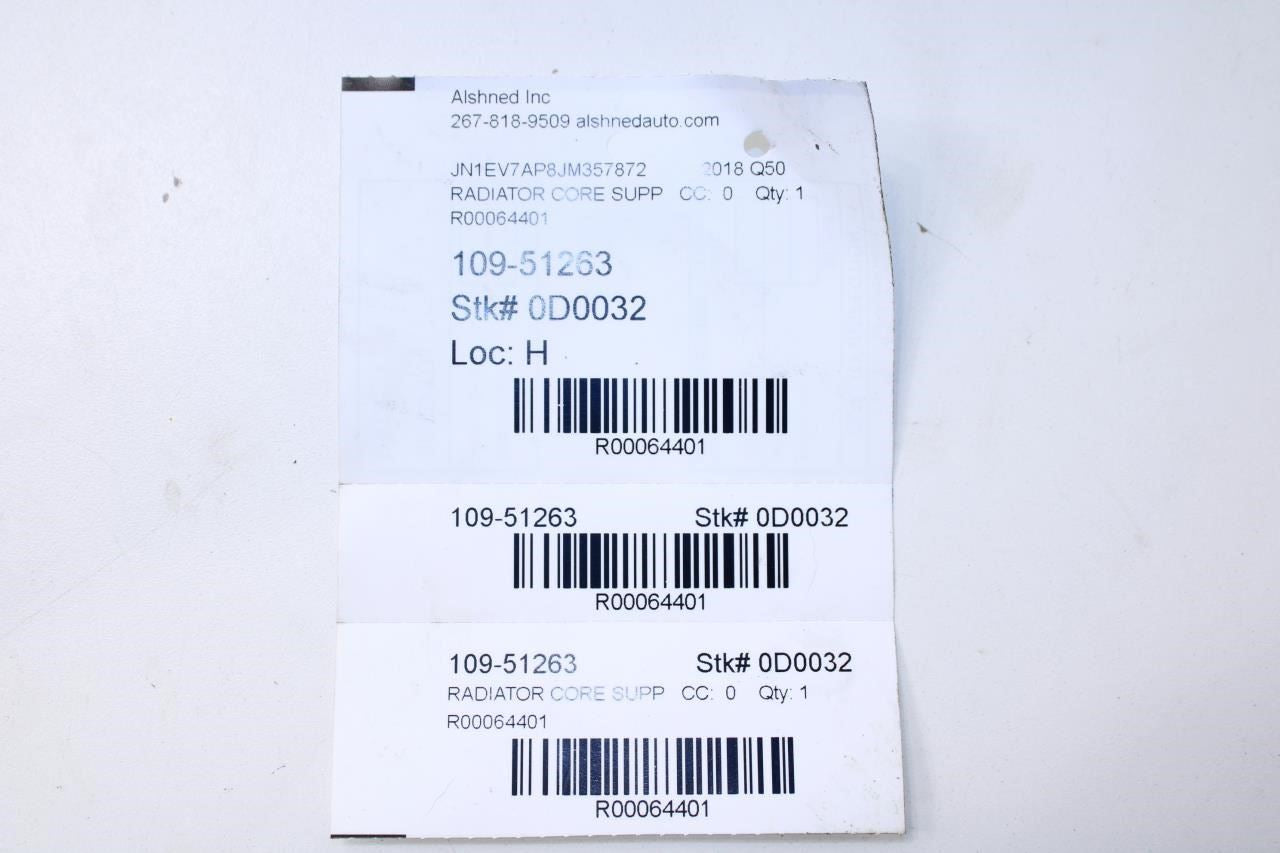 Alshned Inc
267-818-9509 alshnedauto.com
JN1EV7AP8JM357872 2018 Q50
RADIATOR CORE SUPP CC: 0 Qty: 1
R00064401
109-51263
Stk# 0D0032
Loc: H
R00064401
109-51263 Stk# 0D0032
R00064401
109-51263 Stk# 0D0032
RADIATOR CORE SUPP CC: 0 Qty: 1
R00064401
R00064401